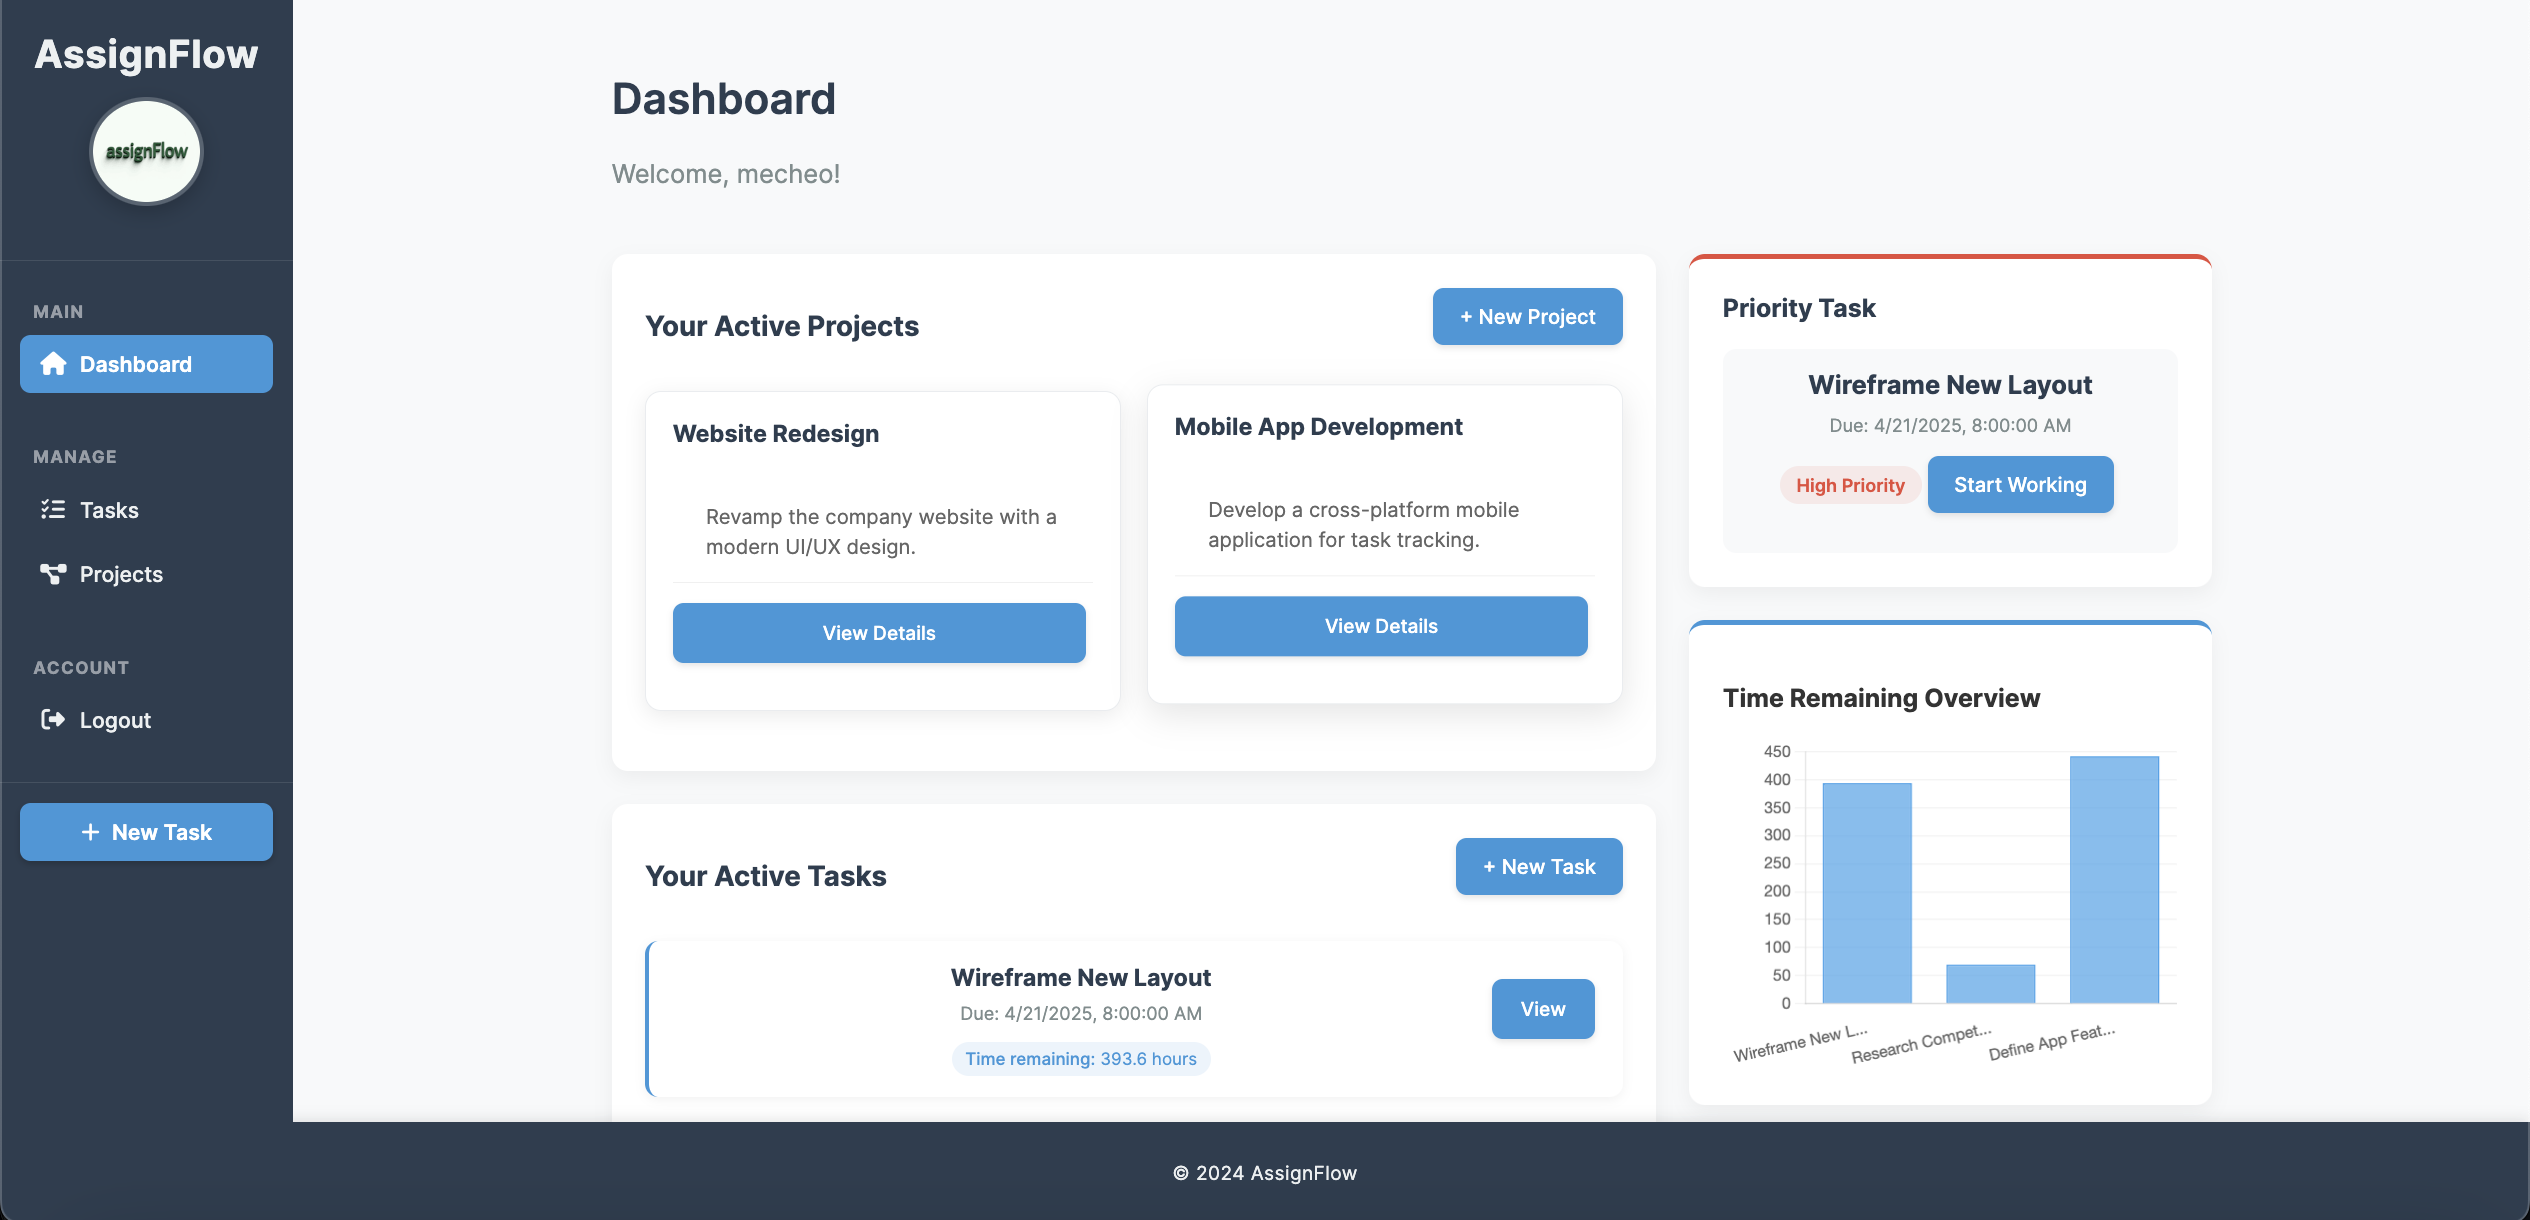 AssignFlow
assignFlow
MAIN
Dashboard
MANAGE
Tasks
Projects
ACCOUNT
Logout
+ New Task
Dashboard
Welcome, mecheo!
Your Active Projects
+ New Project
Website Redesign
Revamp the company website with a
modern UI/UX design.
View Details
Mobile App Development
Develop a cross-platform mobile
application for task tracking.
View Details
Your Active Tasks
+ New Task
Wireframe New Layout
Due: 4/21/2025, 8:00:00 AM
Time remaining: 393.6 hours
View
Priority Task
Wireframe New Layout
Due: 4/21/2025, 8:00:00 AM
High Priority
Start Working
Time Remaining Overview
450
400
350
300
250
200
150
100
50
0
Wireframe New L...
Research Compet...
Define App Feat...
© 2024 AssignFlow